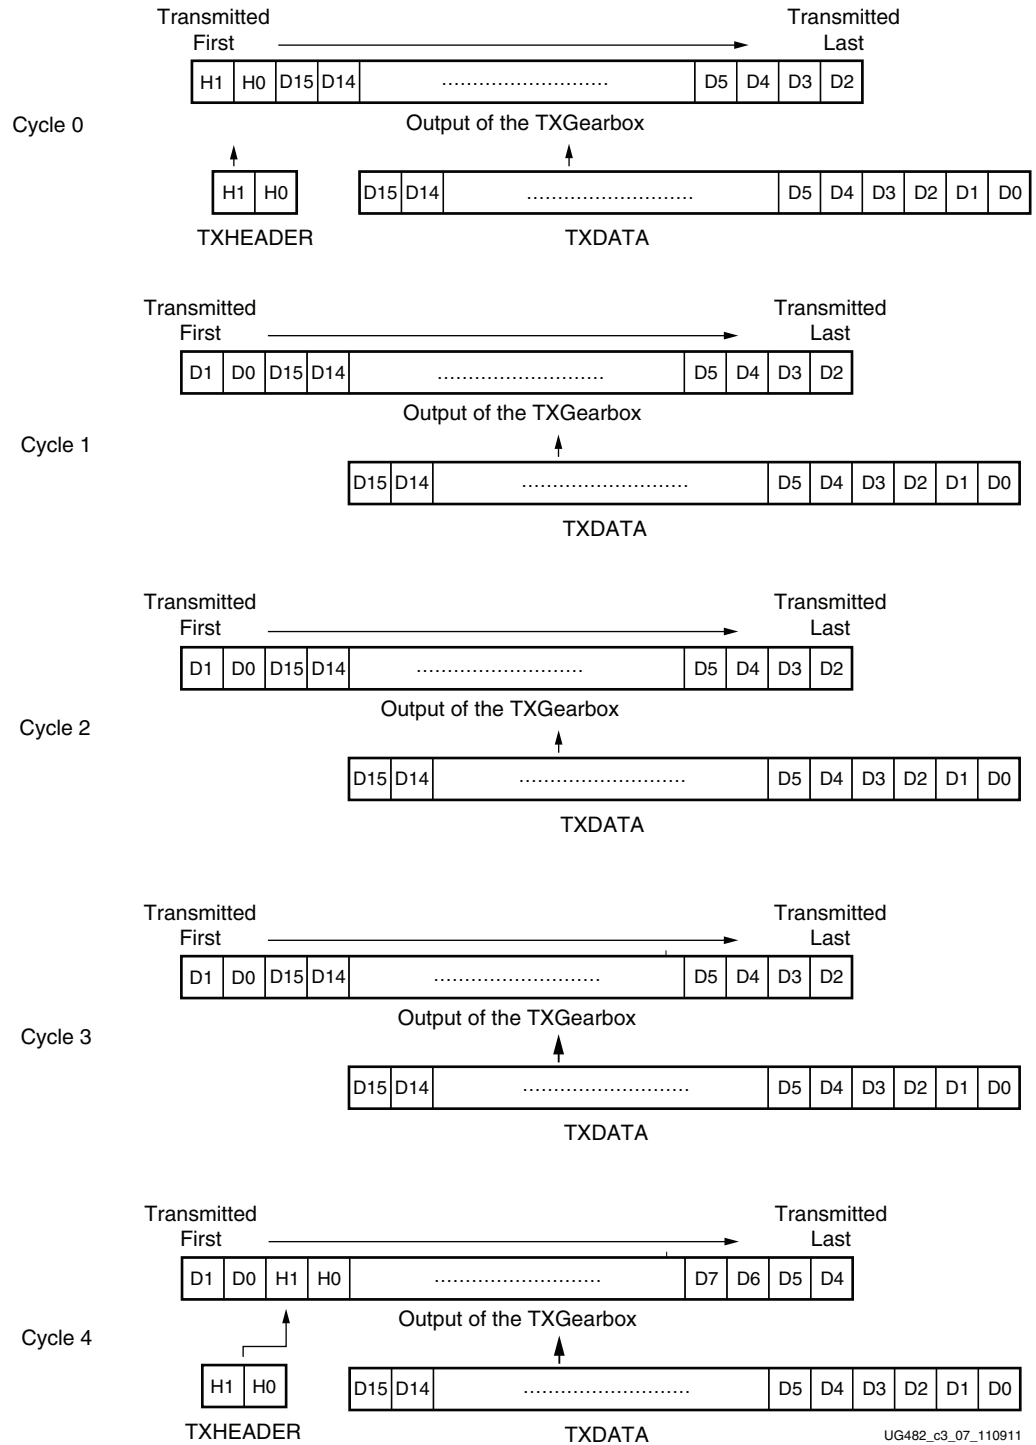 Transmitted First
Transmitted Last
H1 H0 D15 D14 ........................... D5 D4 D3 D2
Cycle 0
Output of the TXGearbox
H1 H0
D15 D14 ........................... D5 D4 D3 D2 D1 D0
TXHEADER
TXDATA
Transmitted First
Transmitted Last
D1 D0 D15 D14 ........................... D5 D4 D3 D2
Output of the TXGearbox
Cycle 1
D15 D14 ........................... D5 D4 D3 D2 D1 D0
TXDATA
Transmitted First
Transmitted Last
D1 D0 D15 D14 ........................... D5 D4 D3 D2
Output of the TXGearbox
Cycle 2
D15 D14 ........................... D5 D4 D3 D2 D1 D0
TXDATA
Transmitted First
Transmitted Last
D1 D0 D15 D14 ........................... D5 D4 D3 D2
Output of the TXGearbox
Cycle 3
D15 D14 ........................... D5 D4 D3 D2 D1 D0
TXDATA
Transmitted First
Transmitted Last
D1 D0 H1 H0 ........................... D7 D6 D5 D4
Output of the TXGearbox
Cycle 4
H1 H0
D15 D14 ........................... D5 D4 D3 D2 D1 D0
TXHEADER
TXDATA
UG482_c3_07_110911